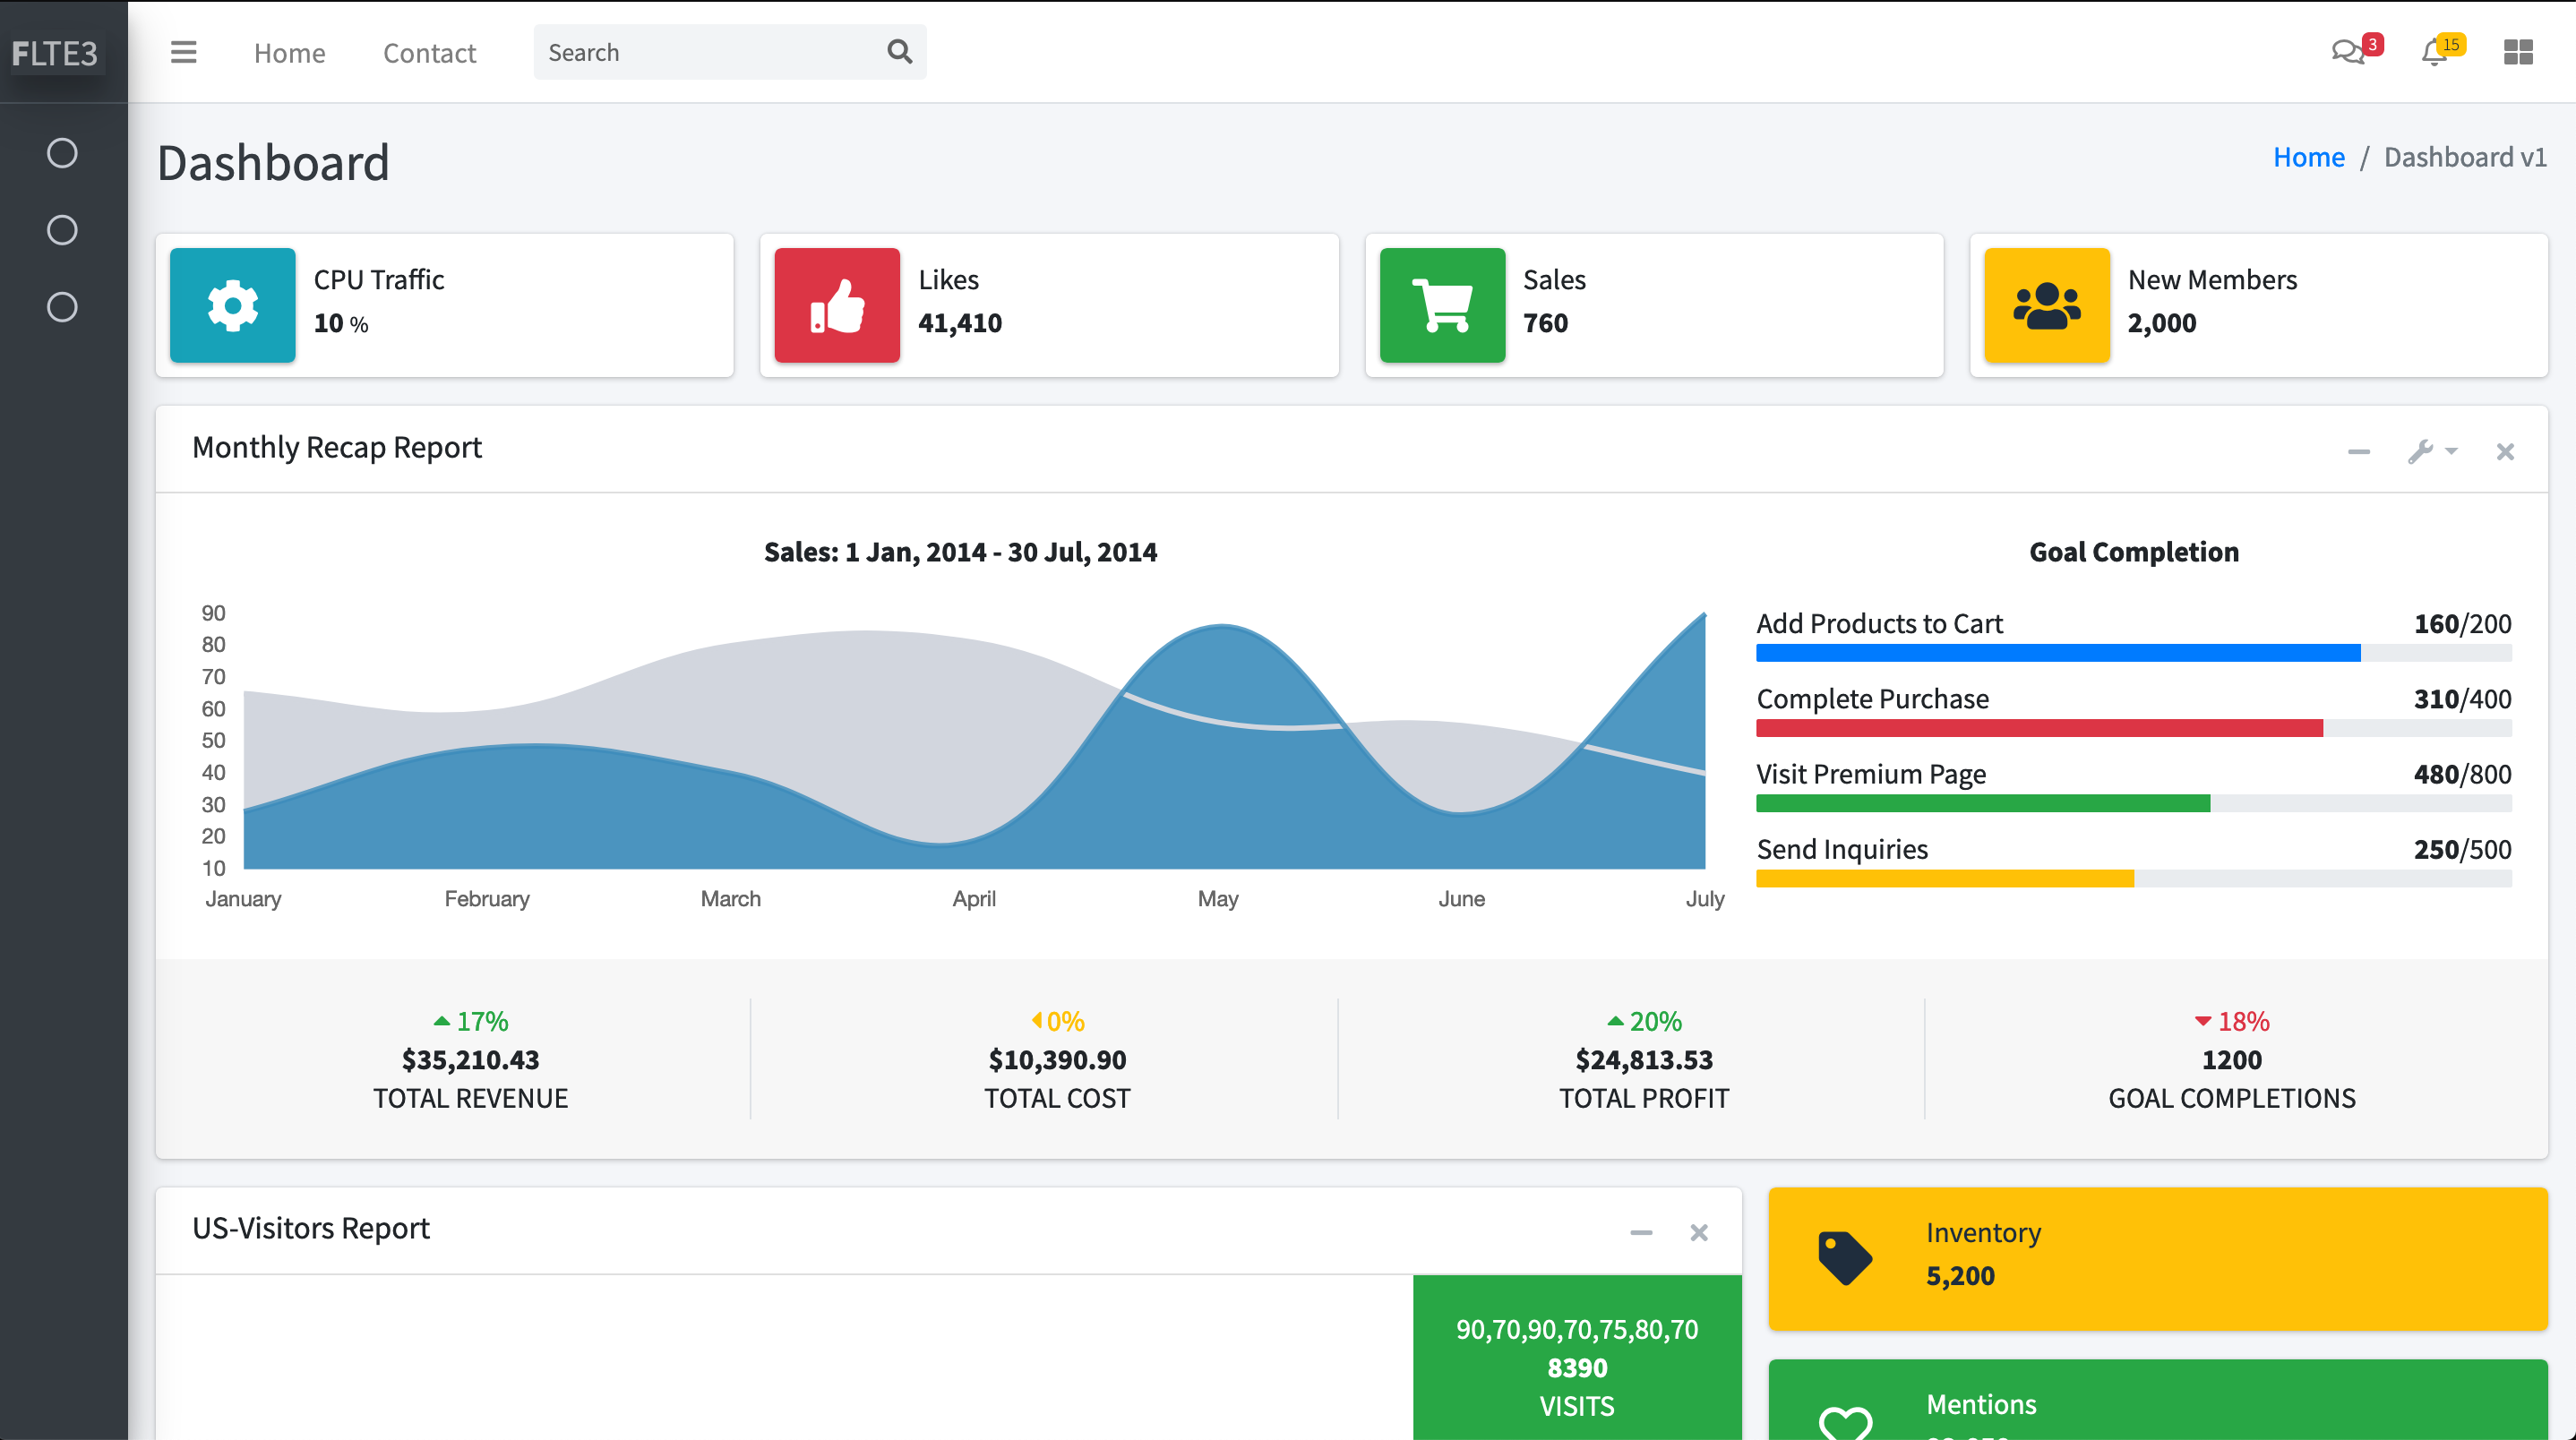 FLTE3
Home
Contact
Search
3
15
Dashboard
Home / Dashboard v1
CPU Traffic
10 %
Likes
41,410
Sales
760
New Members
2,000
Monthly Recap Report
Sales: 1 Jan, 2014 - 30 Jul, 2014
90
80
70
60
50
40
30
20
10
January
February
March
April
May
June
July
Goal Completion
Add Products to Cart
160/200
Complete Purchase
310/400
Visit Premium Page
480/800
Send Inquiries
250/500
17%
$35,210.43
TOTAL REVENUE
0%
$10,390.90
TOTAL COST
20%
$24,813.53
TOTAL PROFIT
18%
1200
GOAL COMPLETIONS
US-Visitors Report
90,70,90,70,75,80,70
8390
VISITS
Inventory
5,200
Mentions